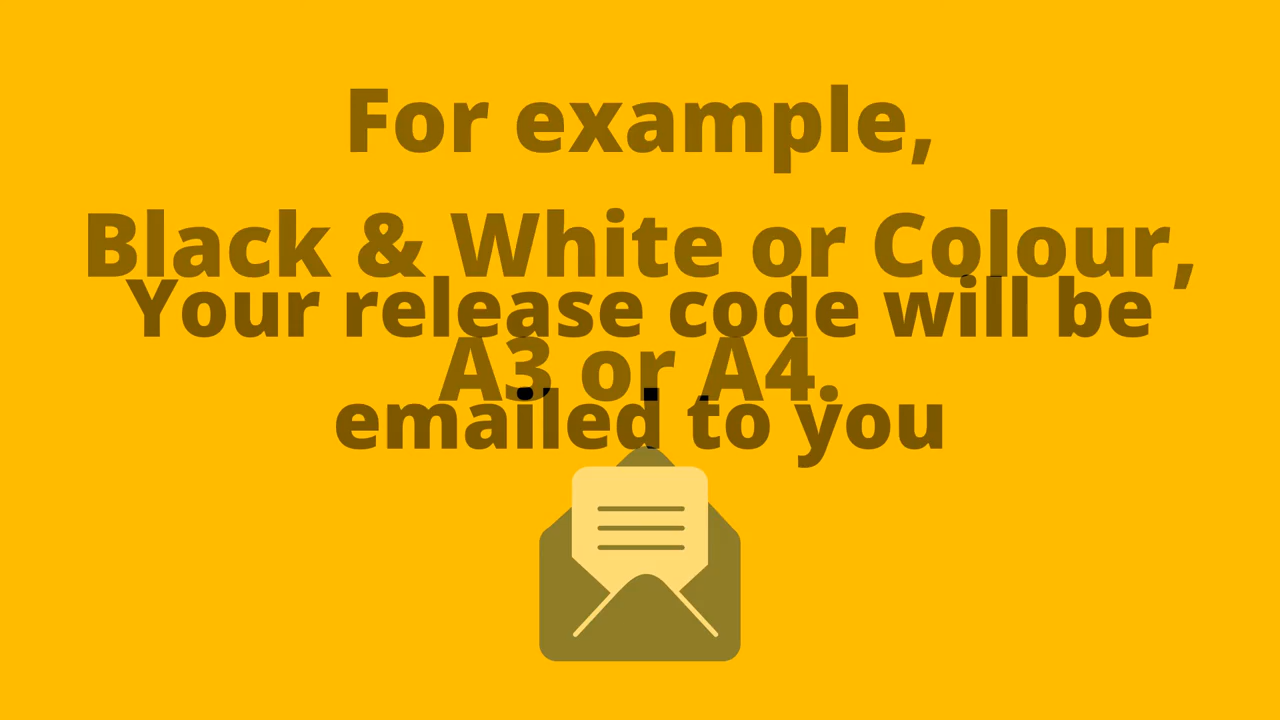 For example,
Black & White or Colour,
A3 or A4.
Your release code will be
emailed to you